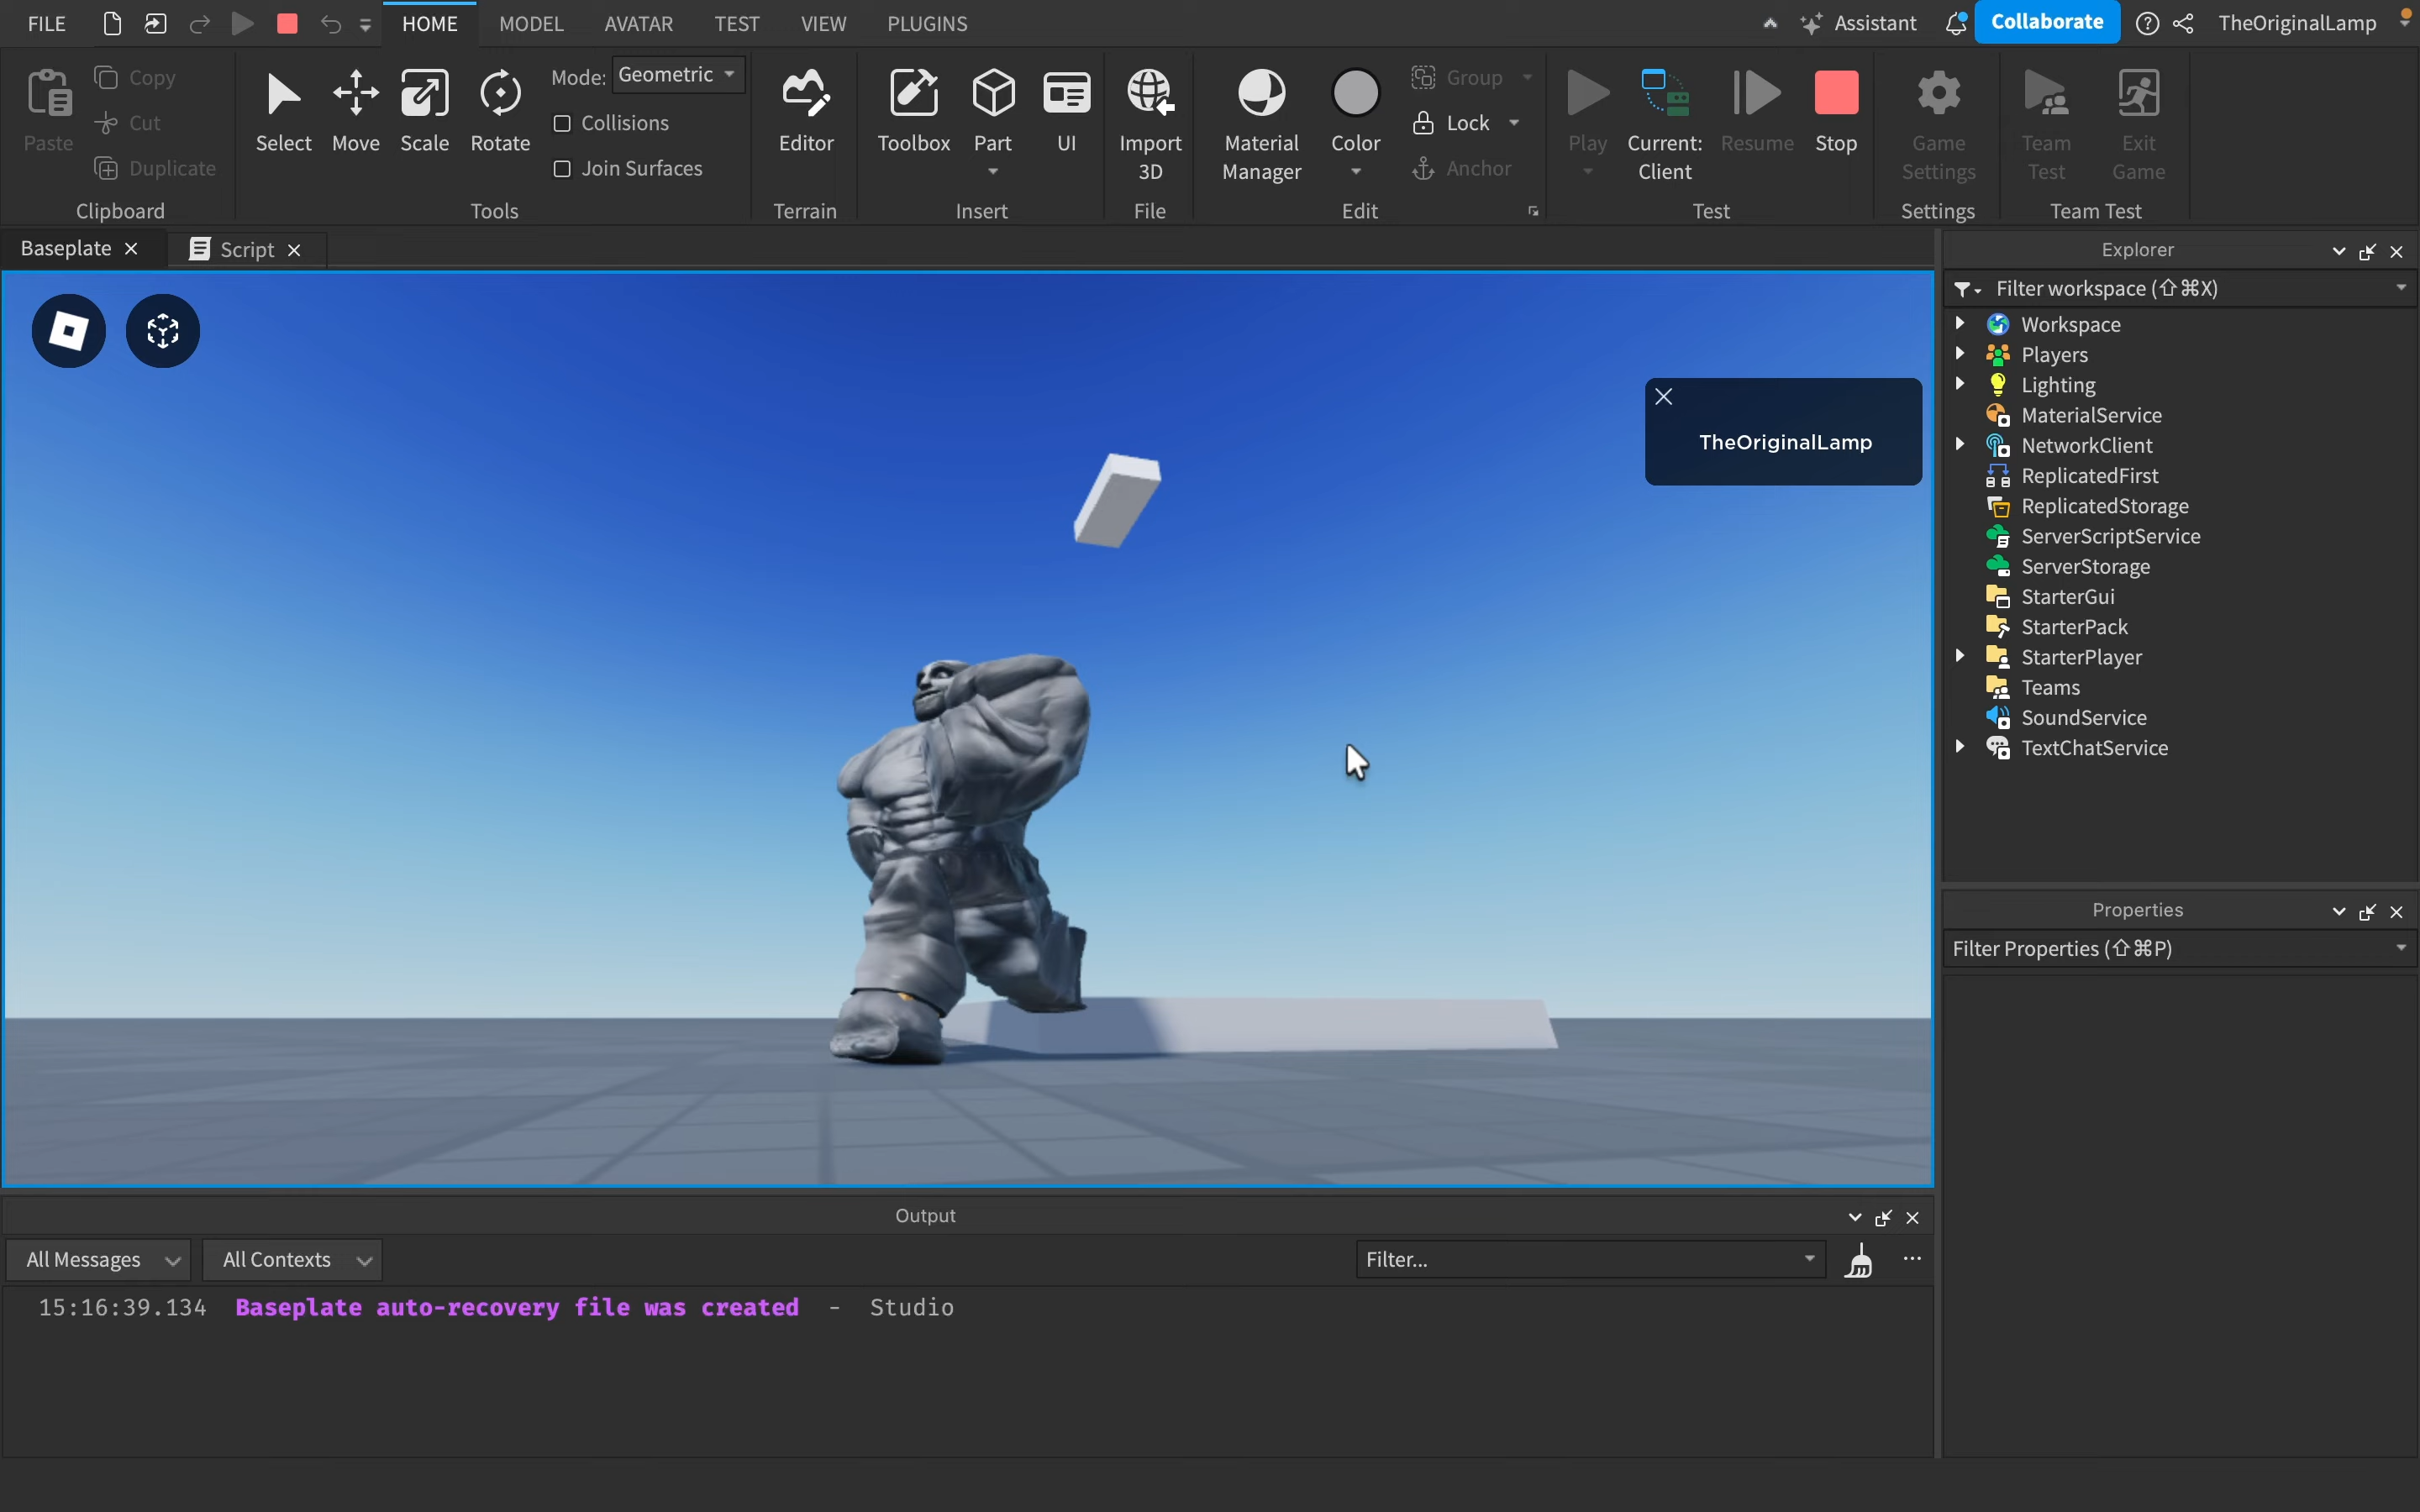 FILE
HOME
MODEL
AVATAR
TEST
VIEW
PLUGINS
Assistant
Collaborate
TheOriginalLamp
Paste
Copy
Cut
Duplicate
Clipboard
Select
Move
Scale
Rotate
Mode: Geometric
Collisions
Join Surfaces
Tools
Editor
Terrain
Toolbox
Part
UI
Insert
Import
3D
File
Material
Manager
Color
Group
Lock
Anchor
Edit
Play
Current:
Client
Resume
Stop
Test
Game
Settings
Settings
Team
Test
Exit
Game
Team Test
Baseplate
Script
TheOriginalLamp
Explorer
Filter workspace (⇧⌘X)
Workspace
Players
Lighting
MaterialService
NetworkClient
ReplicatedFirst
ReplicatedStorage
ServerScriptService
ServerStorage
StarterGui
StarterPack
StarterPlayer
Teams
SoundService
TextChatService
Properties
Filter Properties (⇧⌘P)
Output
All Messages
All Contexts
Filter...
15:16:39.134 Baseplate auto-recovery file was created - Studio